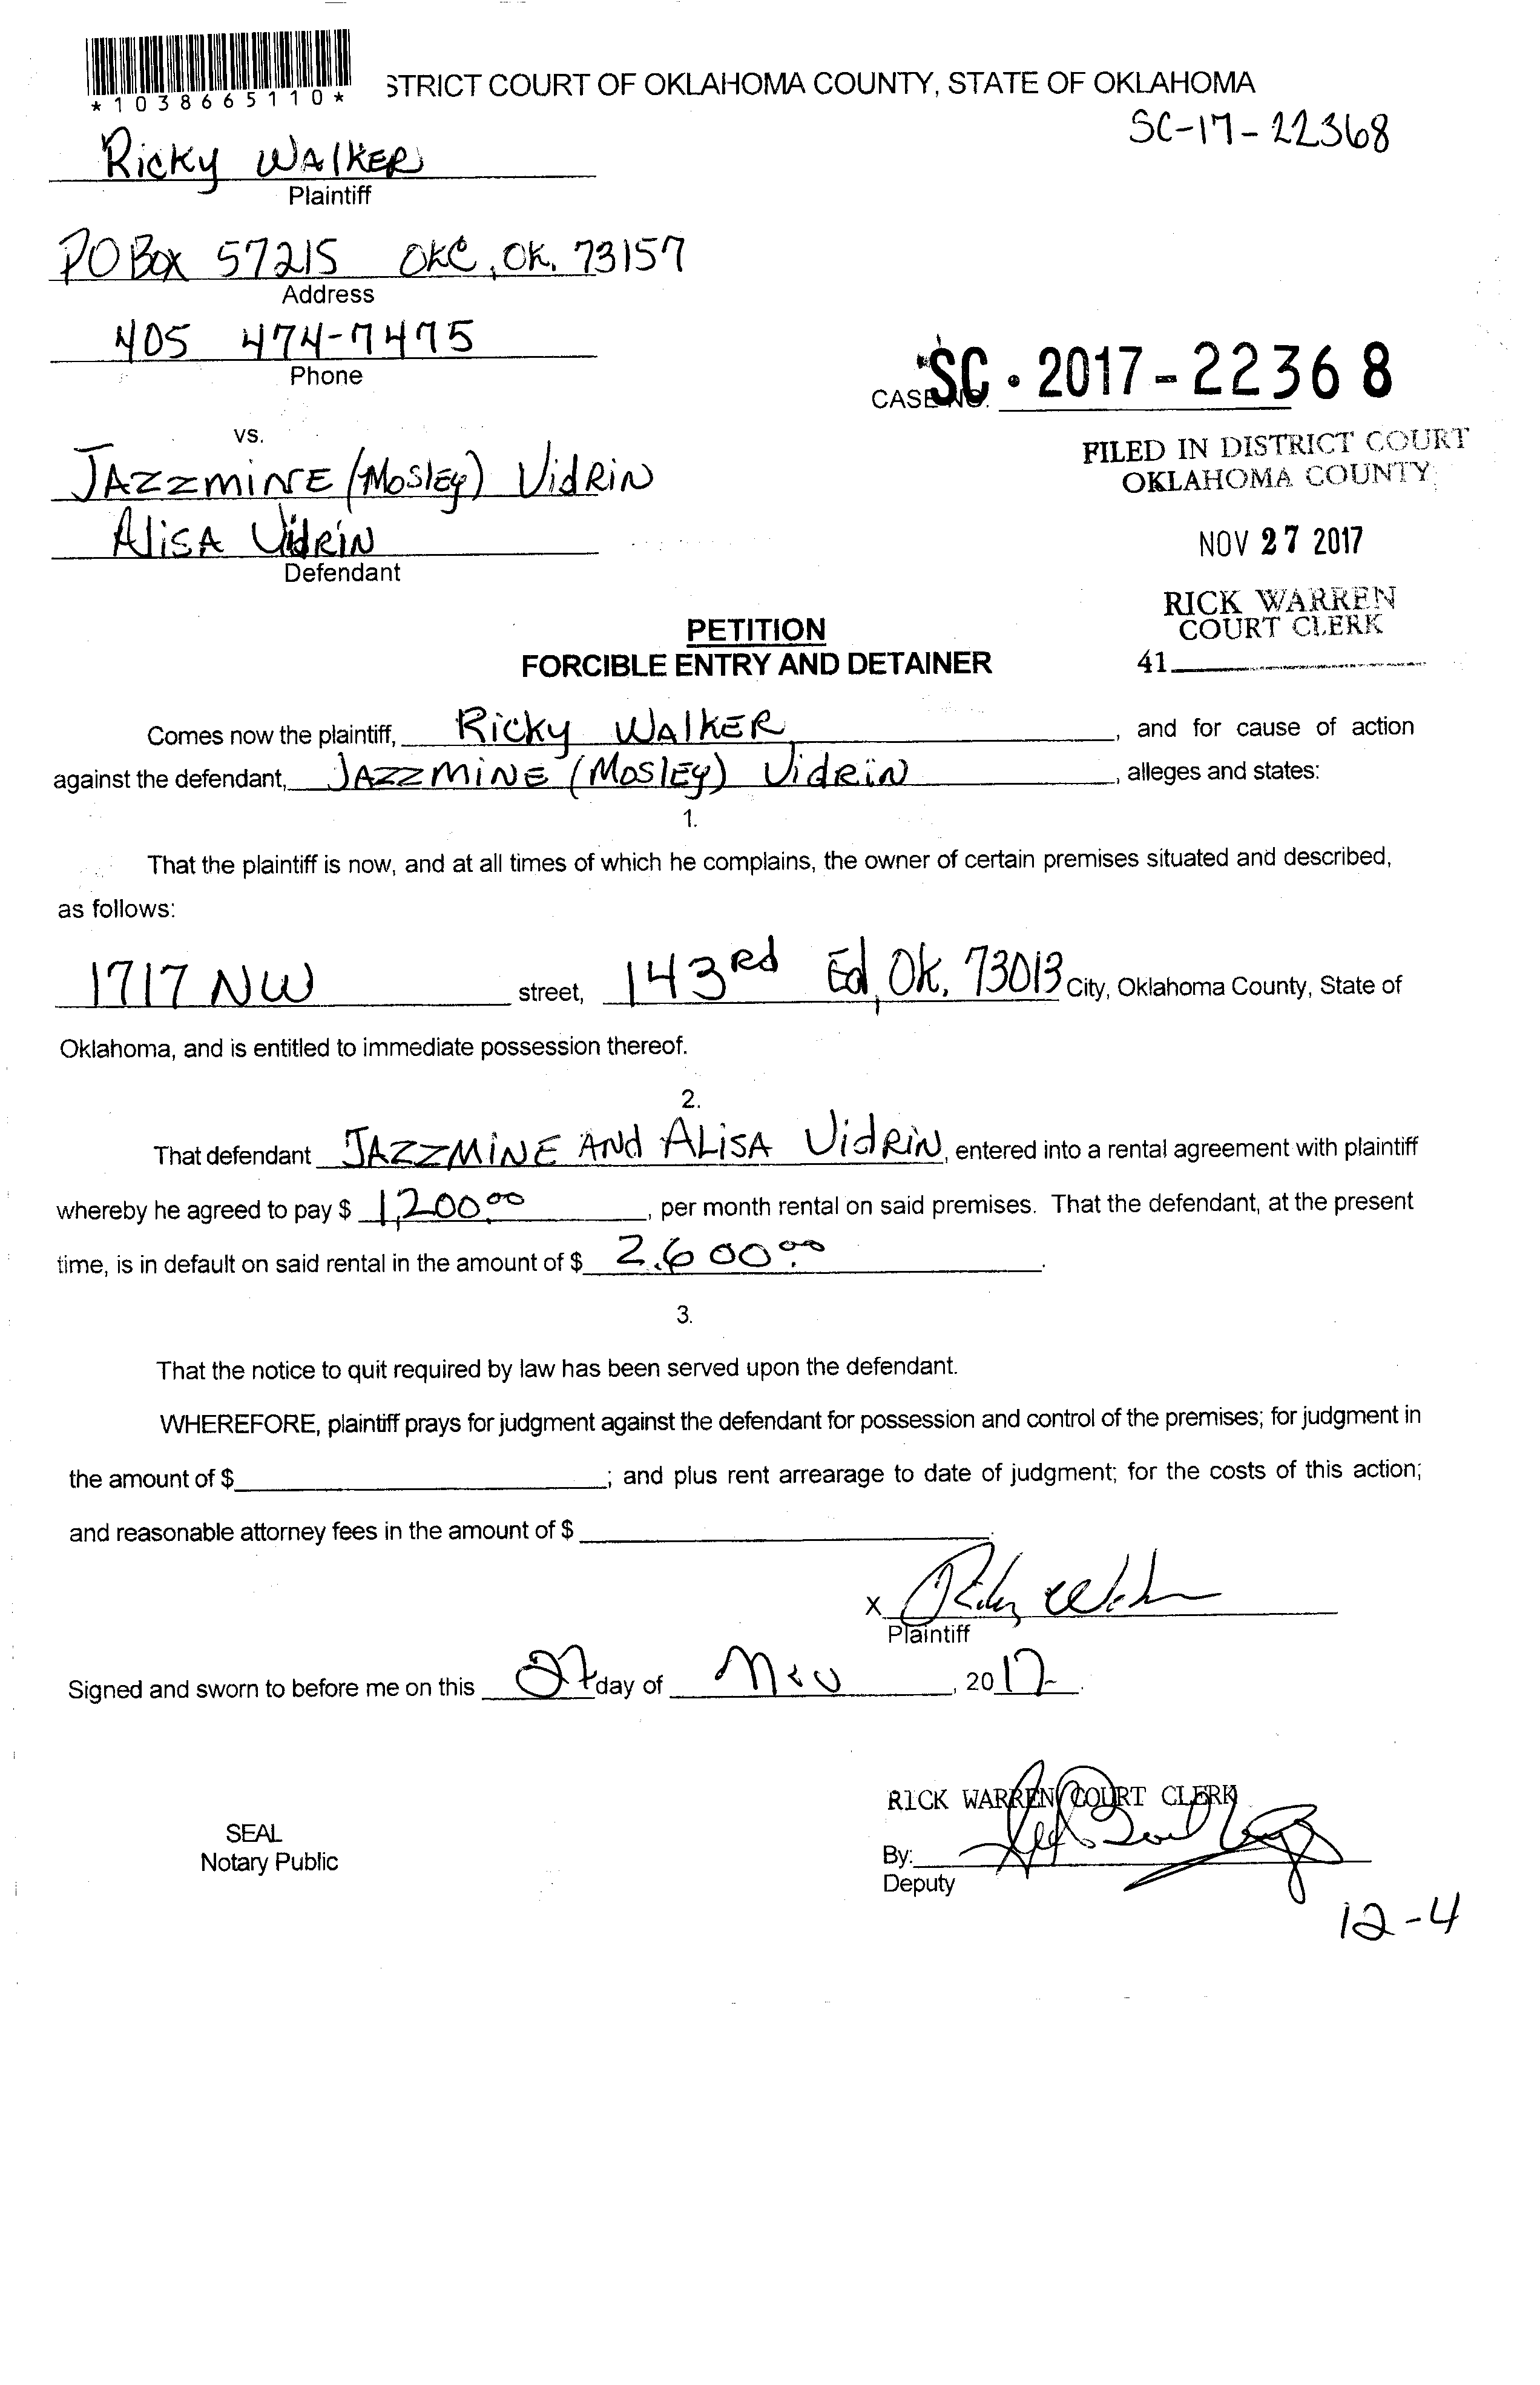 *1038665110*
STRICT COURT OF OKLAHOMA COUNTY, STATE OF OKLAHOMA
SC-17-22368
Ricky WAlKER
Plaintiff
PO Box 57215 OKC, OK. 73157
Address
405 474-7475
Phone
CASE NO. SC. 2017-22368
FILED IN DISTRICT COURT
OKLAHOMA COUNTY
vs.
JAZZMINE (MoslEy) VidRiN
AlisA VidRiN
Defendant
NOV 27 2017
RICK WARREN
COURT CLERK
41
PETITION
FORCIBLE ENTRY AND DETAINER
Comes now the plaintiff, Ricky WAlKER, and for cause of action
against the defendant, JAZZMINE (MoslEy) VidRiN, alleges and states:
1.
That the plaintiff is now, and at all times of which he complains, the owner of certain premises situated and described,
as follows:
1717 NW street, 143Rd Ed, Ok. 73013 City, Oklahoma County, State of
Oklahoma, and is entitled to immediate possession thereof.
2.
That defendant JAZZMINE ANd ALiSA VidRiN, entered into a rental agreement with plaintiff
whereby he agreed to pay $ 1,200.00, per month rental on said premises. That the defendant, at the present
time, is in default on said rental in the amount of $ 2,600.00.
3.
That the notice to quit required by law has been served upon the defendant.
WHEREFORE, plaintiff prays for judgment against the defendant for possession and control of the premises; for judgment in
the amount of $; and plus rent arrearage to date of judgment; for the costs of this action;
and reasonable attorney fees in the amount of $.
X Ricky Walker
Plaintiff
Signed and sworn to before me on this 27 day of Nov, 2017.
RICK WARREN COURT CLERK
SEAL
Notary Public
By:
Deputy
12-4